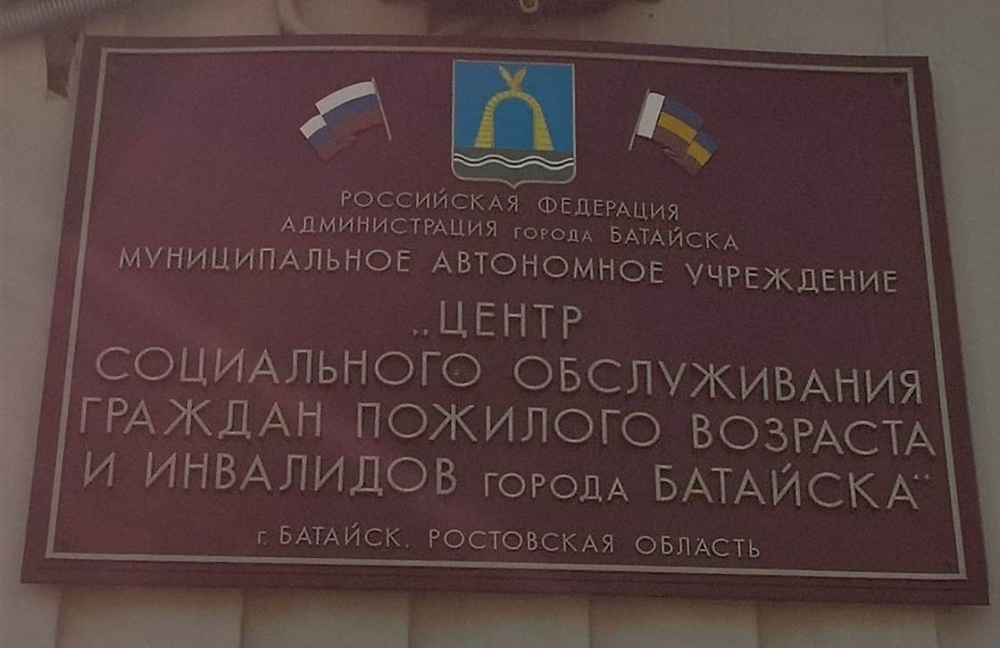 РОССИЙСКАЯ ФЕДЕРАЦИЯ
АДМИНИСТРАЦИЯ ГОРОДА БАТАЙСКА
МУНИЦИПАЛЬНОЕ АВТОНОМНОЕ УЧРЕЖДЕНИЕ
„ЦЕНТР
СОЦИАЛЬНОГО ОБСЛУЖИВАНИЯ
ГРАЖДАН ПОЖИЛОГО ВОЗРАСТА
И ИНВАЛИДОВ ГОРОДА БАТАЙСКА“
г. БАТАЙСК, РОСТОВСКАЯ ОБЛАСТЬ